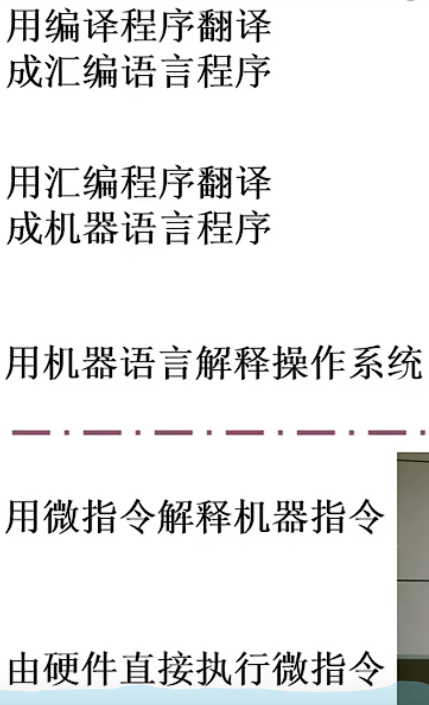 用编译程序翻译
成汇编语言程序
用汇编程序翻译
成机器语言程序
用机器语言解释操作系统
用微指令解释机器指令
由硬件直接执行微指令